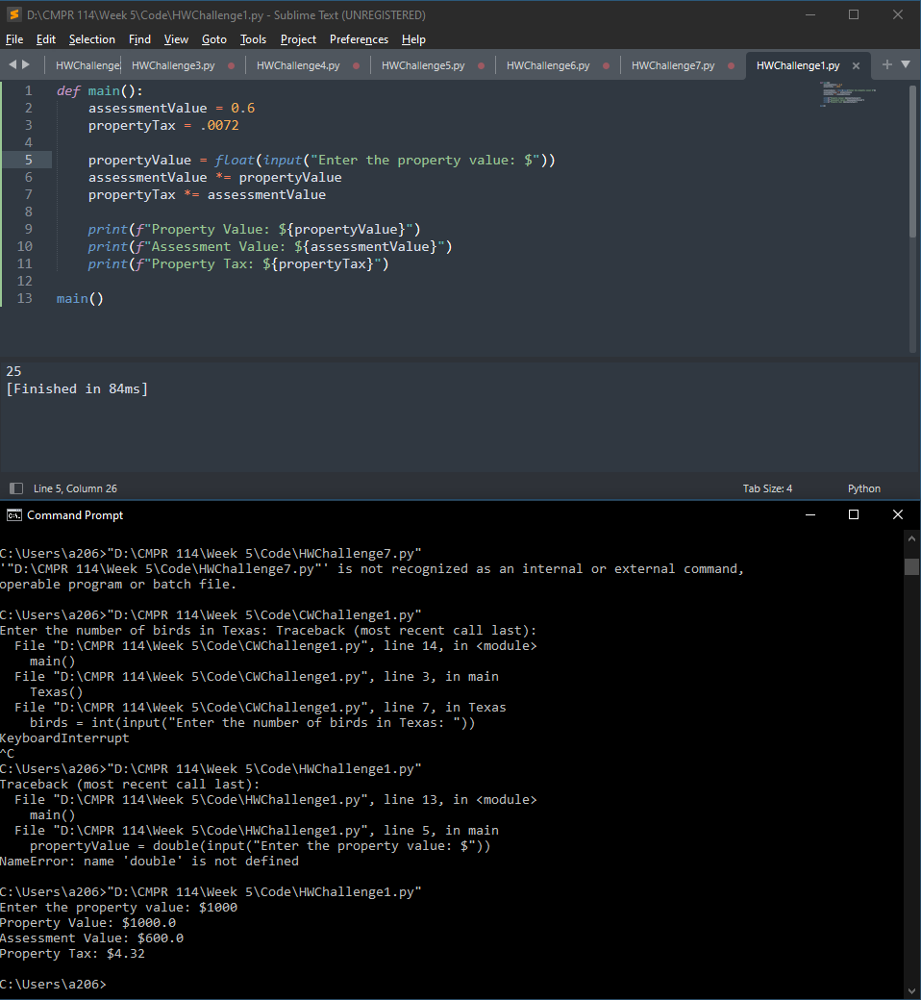 D:\CMPR 114\Week 5\Code\HWChallenge1.py - Sublime Text (UNREGISTERED)
File Edit Selection Find View Goto Tools Project Preferences Help
HWChallenge HWChallenge3.py HWChallenge4.py HWChallenge5.py HWChallenge6.py HWChallenge7.py HWChallenge1.py
1 def main():
2     assessmentValue = 0.6
3     propertyTax = .0072
4
5     propertyValue = float(input("Enter the property value: $"))
6     assessmentValue *= propertyValue
7     propertyTax *= assessmentValue
8
9     print(f"Property Value: ${propertyValue}")
10     print(f"Assessment Value: ${assessmentValue}")
11     print(f"Property Tax: ${propertyTax}")
12
13 main()
25
[Finished in 84ms]
Line 5, Column 26 Tab Size: 4 Python
Command Prompt
C:\Users\a206>"D:\CMPR 114\Week 5\Code\HWChallenge7.py"
'"D:\CMPR 114\Week 5\Code\HWChallenge7.py"' is not recognized as an internal or external command,
operable program or batch file.
C:\Users\a206>"D:\CMPR 114\Week 5\Code\CWChallenge1.py"
Enter the number of birds in Texas: Traceback (most recent call last):
  File "D:\CMPR 114\Week 5\Code\CWChallenge1.py", line 14, in <module>
    main()
  File "D:\CMPR 114\Week 5\Code\CWChallenge1.py", line 3, in main
    Texas()
  File "D:\CMPR 114\Week 5\Code\CWChallenge1.py", line 7, in Texas
    birds = int(input("Enter the number of birds in Texas: "))
KeyboardInterrupt
^C
C:\Users\a206>"D:\CMPR 114\Week 5\Code\HWChallenge1.py"
Traceback (most recent call last):
  File "D:\CMPR 114\Week 5\Code\HWChallenge1.py", line 13, in <module>
    main()
  File "D:\CMPR 114\Week 5\Code\HWChallenge1.py", line 5, in main
    propertyValue = double(input("Enter the property value: $"))
NameError: name 'double' is not defined
C:\Users\a206>"D:\CMPR 114\Week 5\Code\HWChallenge1.py"
Enter the property value: $1000
Property Value: $1000.0
Assessment Value: $600.0
Property Tax: $4.32
C:\Users\a206>